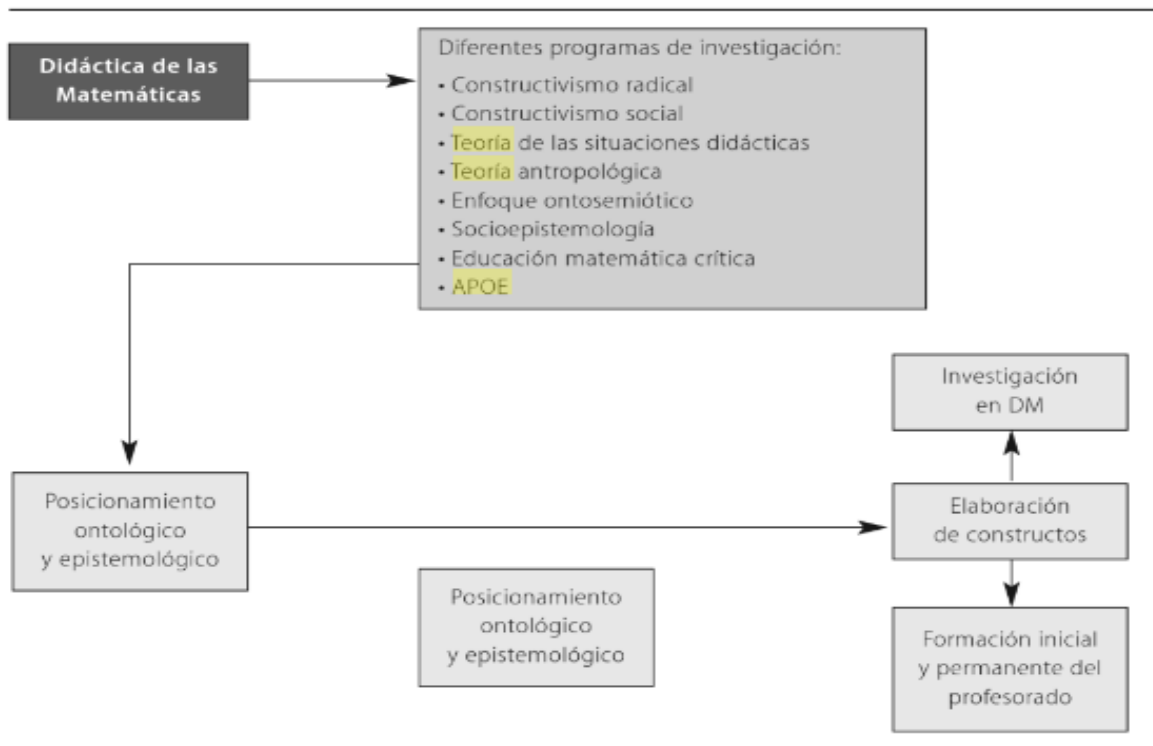 Didáctica de las
Matemáticas
Diferentes programas de investigación:
• Constructivismo radical
• Constructivismo social
• Teoría de las situaciones didácticas
• Teoría antropológica
• Enfoque ontosemiótico
• Socioepistemología
• Educación matemática crítica
• APOE
Investigación
en DM
Posicionamiento
ontológico
y epistemológico
Elaboración
de constructos
Posicionamiento
ontológico
y epistemológico
Formación inicial
y permanente del
profesorado